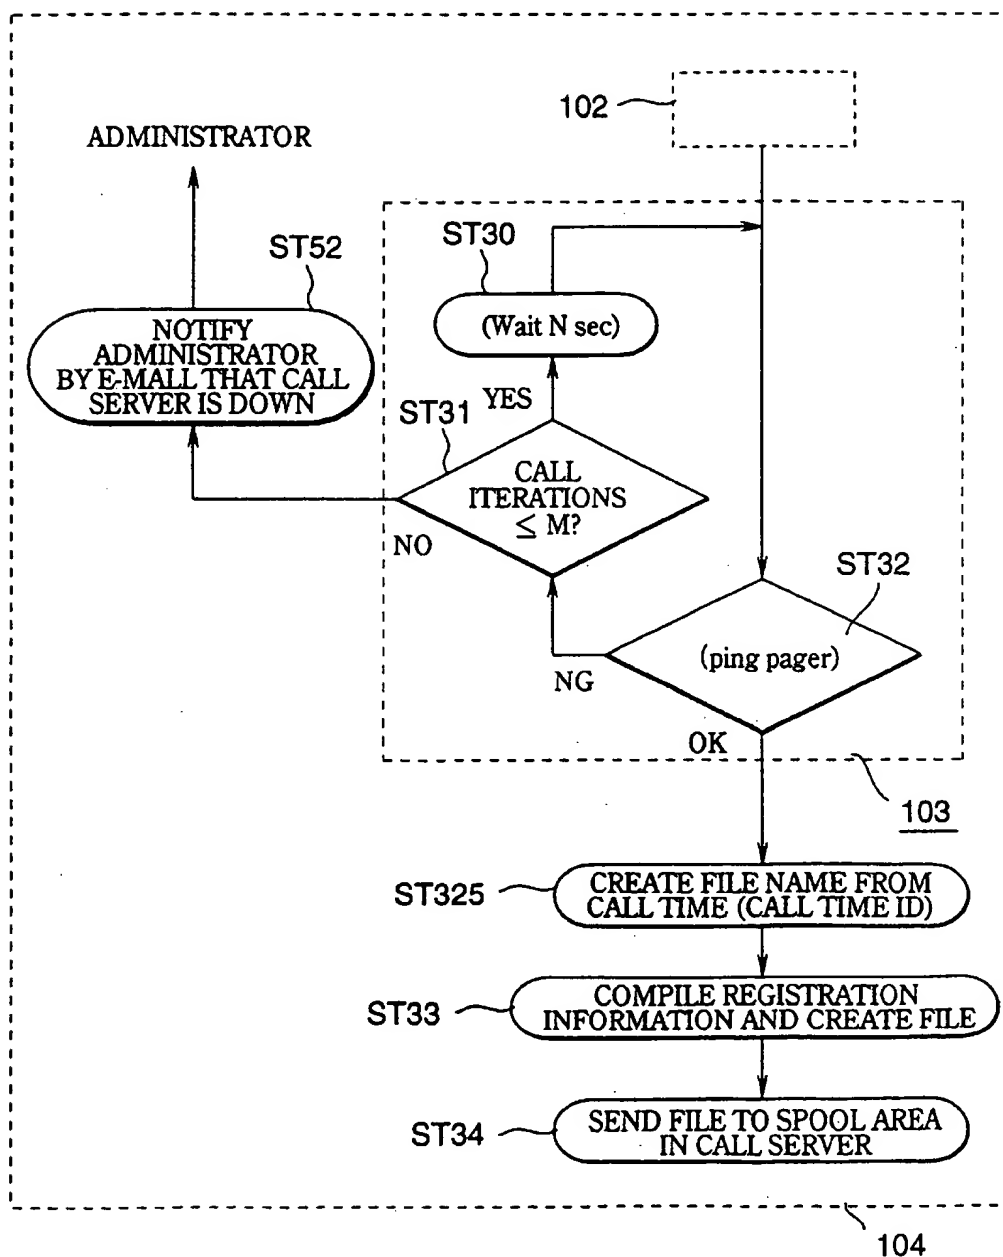 102
ADMINISTRATOR
ST30
ST52
(Wait N sec)
NOTIFY
ADMINISTRATOR
BY E-MALL THAT CALL
SERVER IS DOWN
YES
ST31
CALL
ITERATIONS
≤ M?
NO
ST32
(ping pager)
NG
OK
103
ST325
CREATE FILE NAME FROM
CALL TIME (CALL TIME ID)
ST33
COMPILE REGISTRATION
INFORMATION AND CREATE FILE
ST34
SEND FILE TO SPOOL AREA
IN CALL SERVER
104